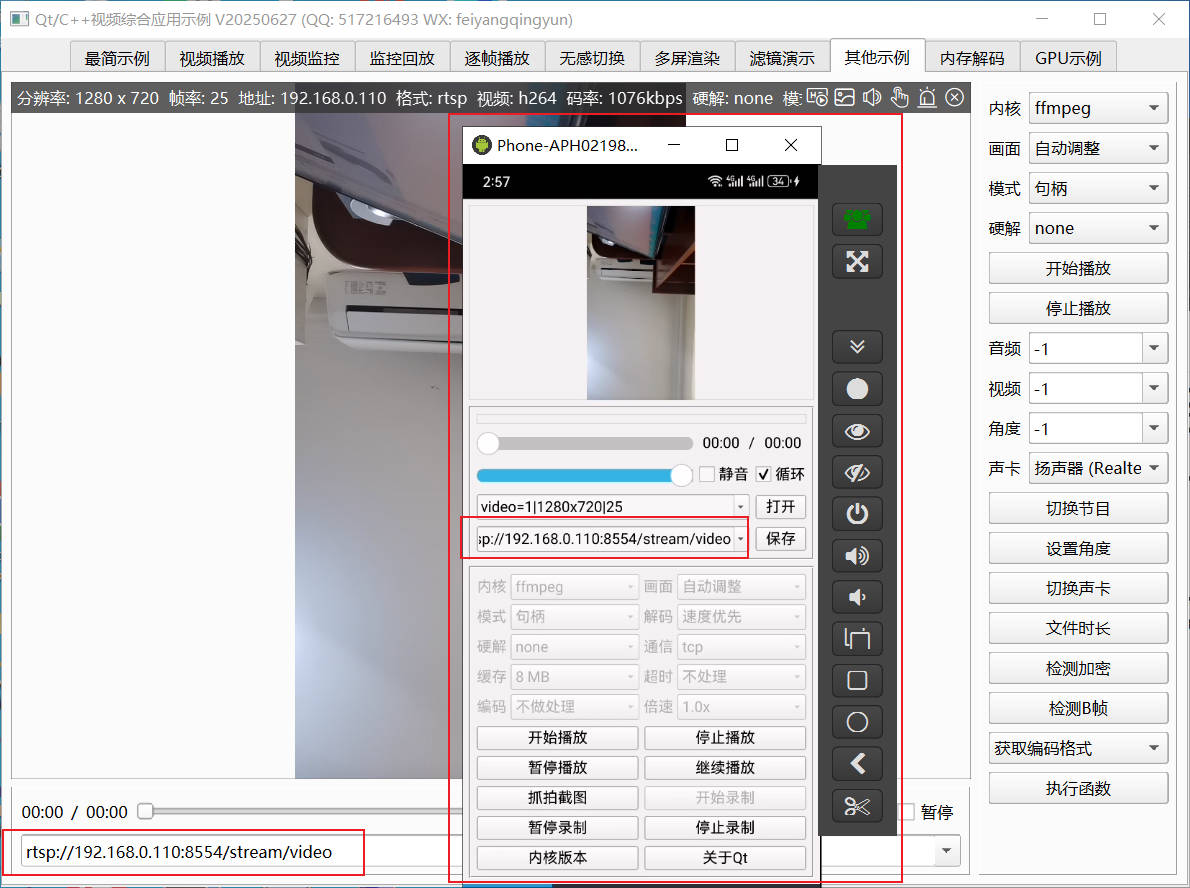 Qt/C++视频综合应用示例 V20250627 (QQ: 517216493 WX: feiyangqingyun)
最简示例 视频播放 视频监控 监控回放 逐帧播放 无感切换 多屏渲染 滤镜演示 其他示例 内存解码 GPU示例
分辨率: 1280 x 720 帧率: 25 地址: 192.168.0.110 格式: rtsp 视频: h264 码率: 1076kbps 硬解: none 模:
Phone-APH02198...
2:57
4G 4G 34
00:00 / 00:00
静音 循环
video=1|1280x720|25 打开
sp://192.168.0.110:8554/stream/video 保存
内核 ffmpeg 画面 自动调整
模式 句柄 解码 速度优先
硬解 none 通信 tcp
缓存 8 MB 超时 不处理
编码 不做处理 倍速 1.0x
开始播放 停止播放
暂停播放 继续播放
抓拍截图 开始录制
暂停录制 停止录制
内核版本 关于Qt
内核 ffmpeg
画面 自动调整
模式 句柄
硬解 none
开始播放
停止播放
音频 -1
视频 -1
角度 -1
声卡 扬声器 (Realte
切换节目
设置角度
切换声卡
文件时长
检测加密
检测B帧
获取编码格式
执行函数
00:00 / 00:00 暂停
rtsp://192.168.0.110:8554/stream/video